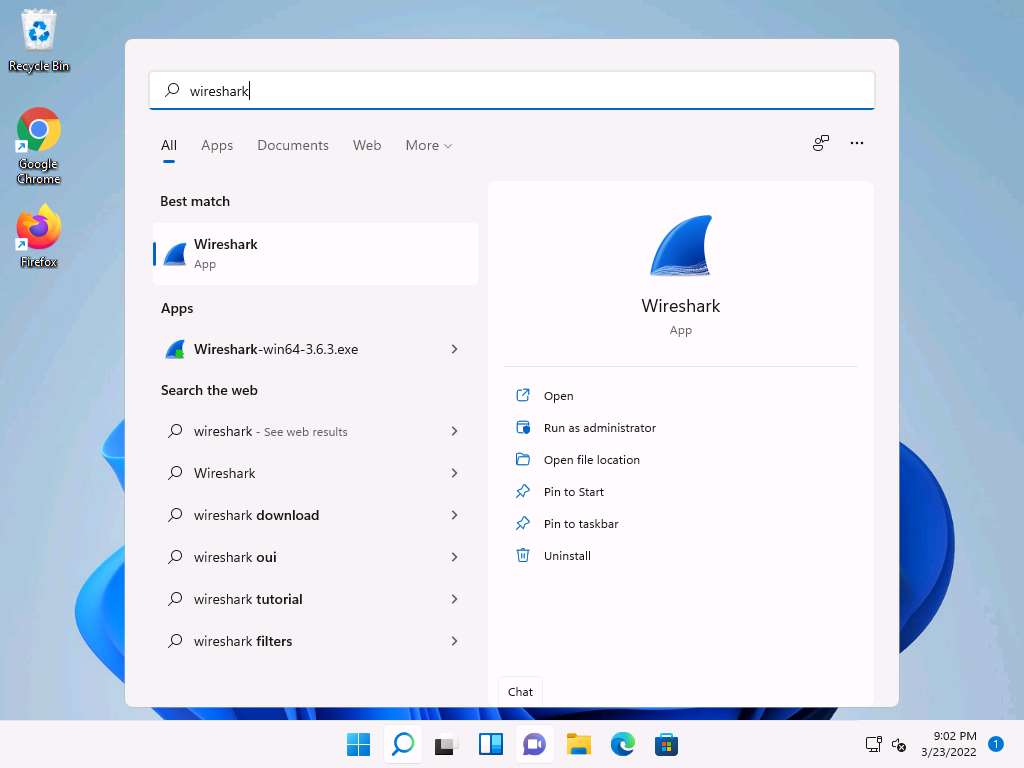 Recycle Bin
Google
Chrome
Firefox
wireshark
All Apps Documents Web More
Best match
Wireshark
App
Apps
Wireshark-win64-3.6.3.exe
Search the web
wireshark - See web results
Wireshark
wireshark download
wireshark oui
wireshark tutorial
wireshark filters
Wireshark
App
Open
Run as administrator
Open file location
Pin to Start
Pin to taskbar
Uninstall
Chat
9:02 PM
3/23/2022
1